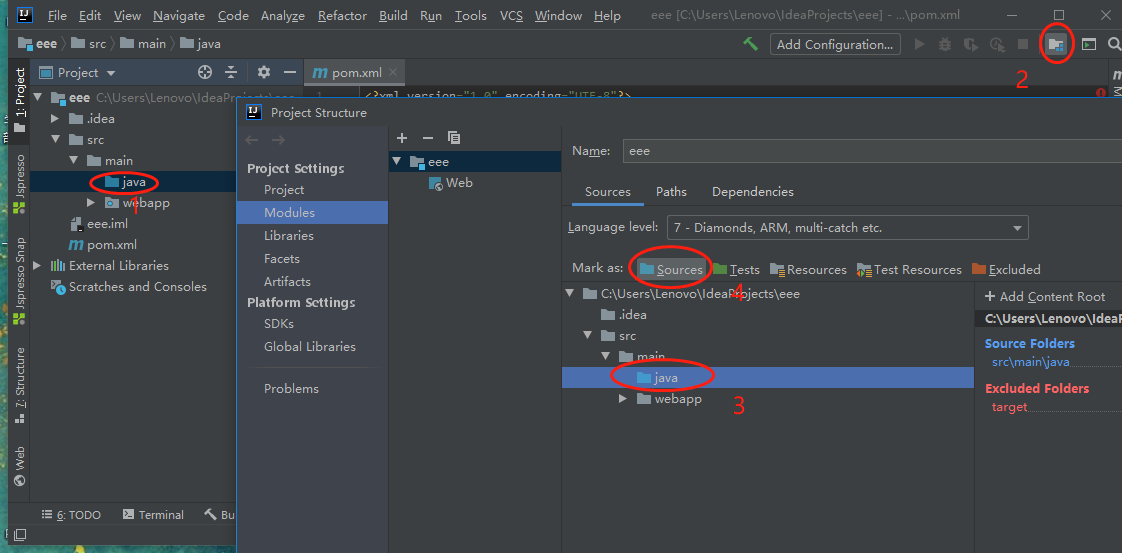 File Edit View Navigate Code Analyze Refactor Build Run Tools VCS Window Help eee [C:\Users\Lenovo\IdeaProjects\eee] - ...\pom.xml
eee src main java Add Configuration...
2
1: Project
Jspresso
Jspresso Snap
7: Structure
Web
Project
eee C:\Users\Lenovo\IdeaProjects\eee
.idea
src
main
java
1
webapp
eee.iml
pom.xml
External Libraries
Scratches and Consoles
6: TODO Terminal Bu
pom.xml
1 <?xml version="1.0" encoding="UTF-8"?>
Project Structure
Project Settings
Project
Modules
Libraries
Facets
Artifacts
Platform Settings
SDKs
Global Libraries
Problems
eee
Web
Name: eee
Sources Paths Dependencies
Language level: 7 - Diamonds, ARM, multi-catch etc.
Mark as: Sources Tests Resources Test Resources Excluded
4
C:\Users\Lenovo\IdeaProjects\eee
.idea
src
main
java
3
webapp
+ Add Content Root
C:\Users\Lenovo\IdeaP
Source Folders
src\main\java
Excluded Folders
target